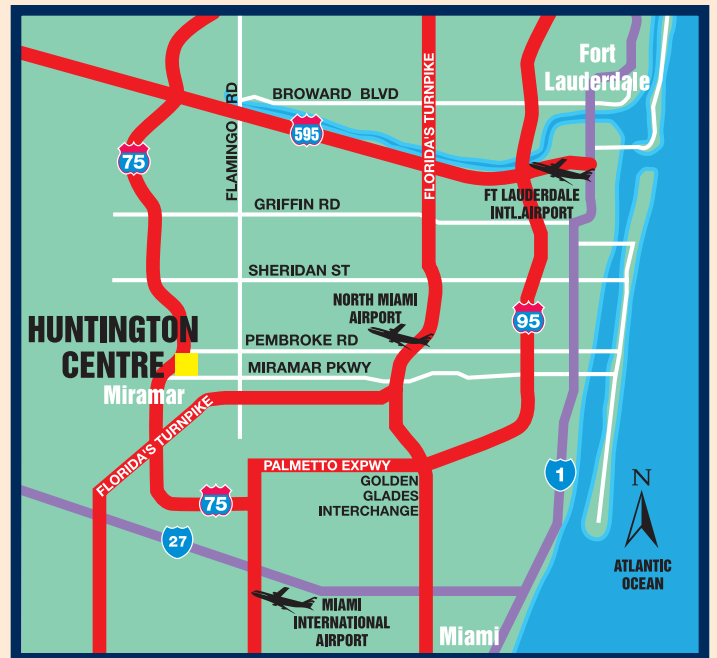 Fort
Lauderdale
BROWARD BLVD
FLAMINGO RD
FLORIDA'S TURNPIKE
595
75
FT LAUDERDALE
INTL.AIRPORT
GRIFFIN RD
SHERIDAN ST
NORTH MIAMI
AIRPORT
95
HUNTINGTON
CENTRE
PEMBROKE RD
MIRAMAR PKWY
Miramar
FLORIDA'S TURNPIKE
PALMETTO EXPWY
GOLDEN
GLADES
INTERCHANGE
1
N
75
27
ATLANTIC
OCEAN
MIAMI
INTERNATIONAL
AIRPORT
Miami